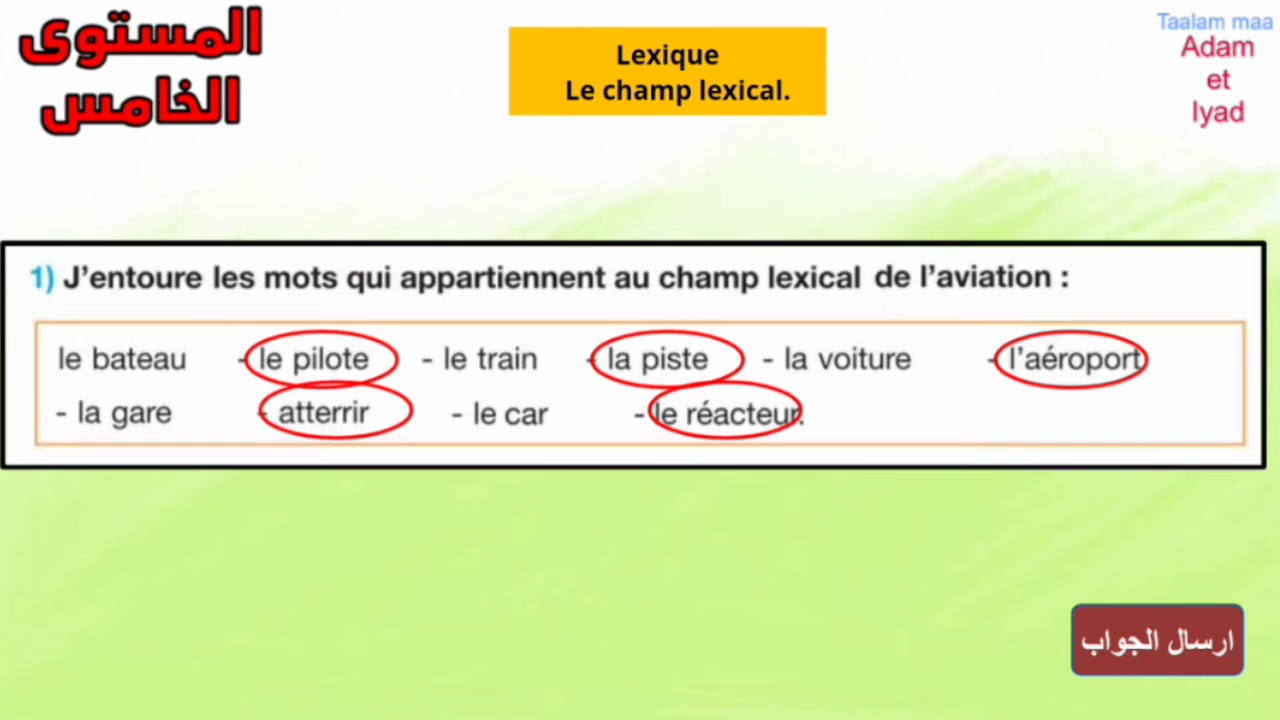 المستوى
الخامس
Lexique
Le champ lexical.
Taalam maa
Adam
et
Iyad
1) J'entoure les mots qui appartiennent au champ lexical de l'aviation :
le bateau - le pilote - le train - la piste - la voiture - l'aéroport
- la gare - atterrir - le car - le réacteur.
ارسال الجواب